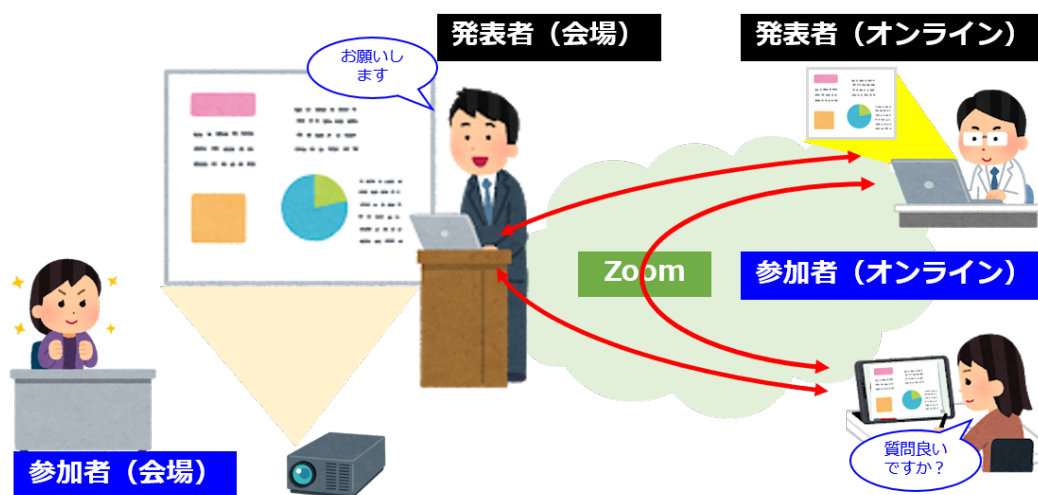 発表者（会場）
発表者（オンライン）
お願いし
ます
Zoom
参加者（オンライン）
参加者（会場）
質問良い
ですか？